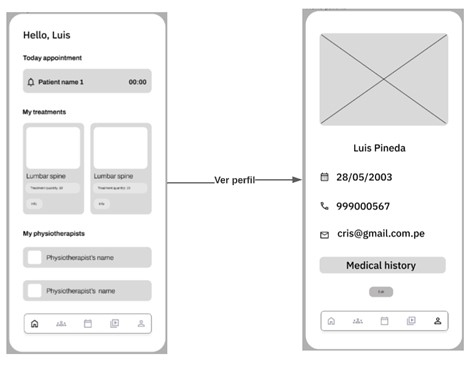 Hello, Luis
Today appointment
Patient name 1 00:00
My treatments
Lumbar spine Lumbar spine
My physiotherapists
Physiotherapist's name
Physiotherapist's name
Ver perfil
Luis Pineda
28/05/2003
999000567
cris@gmail.com.pe
Medical history